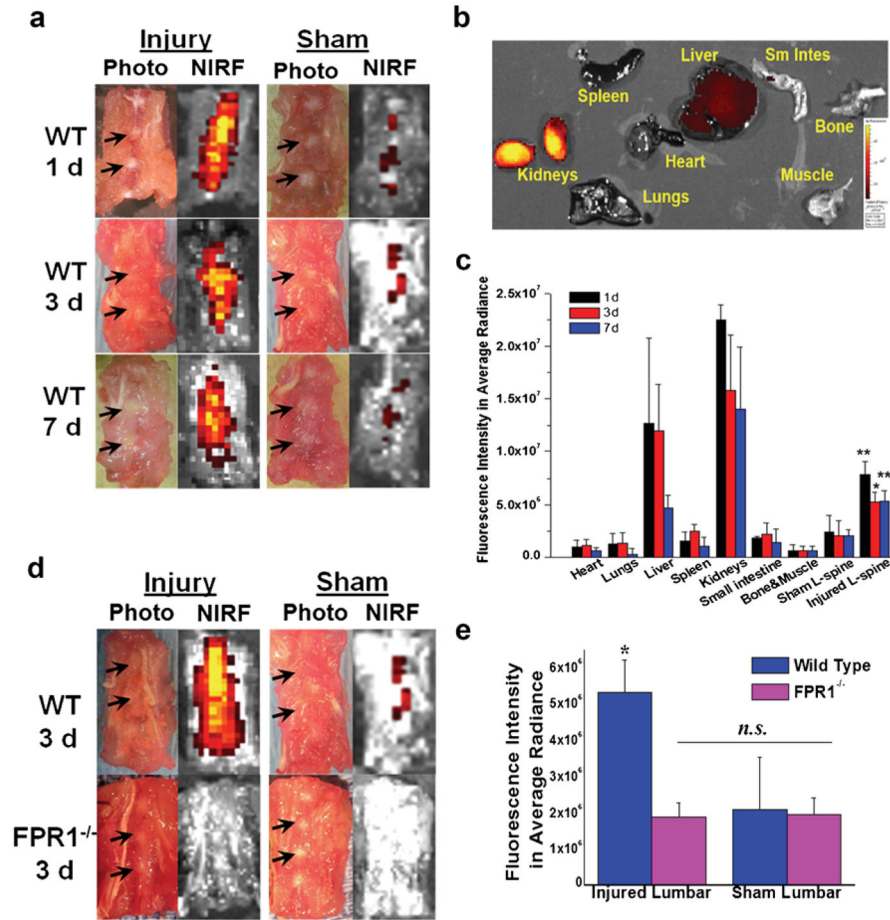 a
Injury
Sham
Photo NIRF
Photo NIRF
WT
1 d
WT
3 d
WT
7 d
b
Liver
Sm Intes
Spleen
Bone
Heart
Kidneys
Muscle
Lungs
c
Fluorescence Intensity in Average Radiance
2.5x10⁷
2.0x10⁷
1.5x10⁷
1.0x10⁷
5.0x10⁶
0.0
1d
3d
7d
**
*
**
Heart
Lungs
Liver
Spleen
Kidneys
Small intestine
Bone&Muscle
Sham L-spine
Injured L-spine
d
Injury
Sham
Photo NIRF
Photo NIRF
WT
3 d
FPR1⁻/⁻
3 d
e
Fluorescence Intensity
in Average Radiance
6x10⁶
5x10⁶
4x10⁶
3x10⁶
2x10⁶
1x10⁶
0
*
Wild Type
FPR1⁻/⁻
n.s.
Injured Lumbar
Sham Lumbar